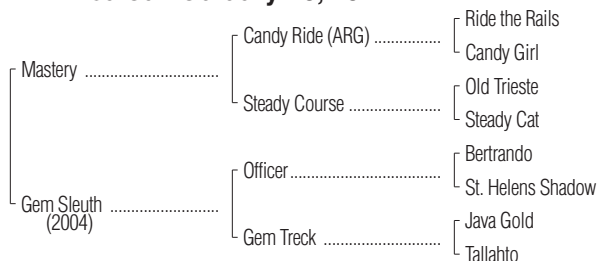 Ride the Rails
Candy Ride (ARG) ..................
Candy Girl
Mastery ..............................
Old Trieste
Steady Course .....................
Steady Cat
Bertrando
Officer..................................
St. Helens Shadow
Gem Sleuth ........................
(2004)
Java Gold
Gem Treck ..........................
Tallahto